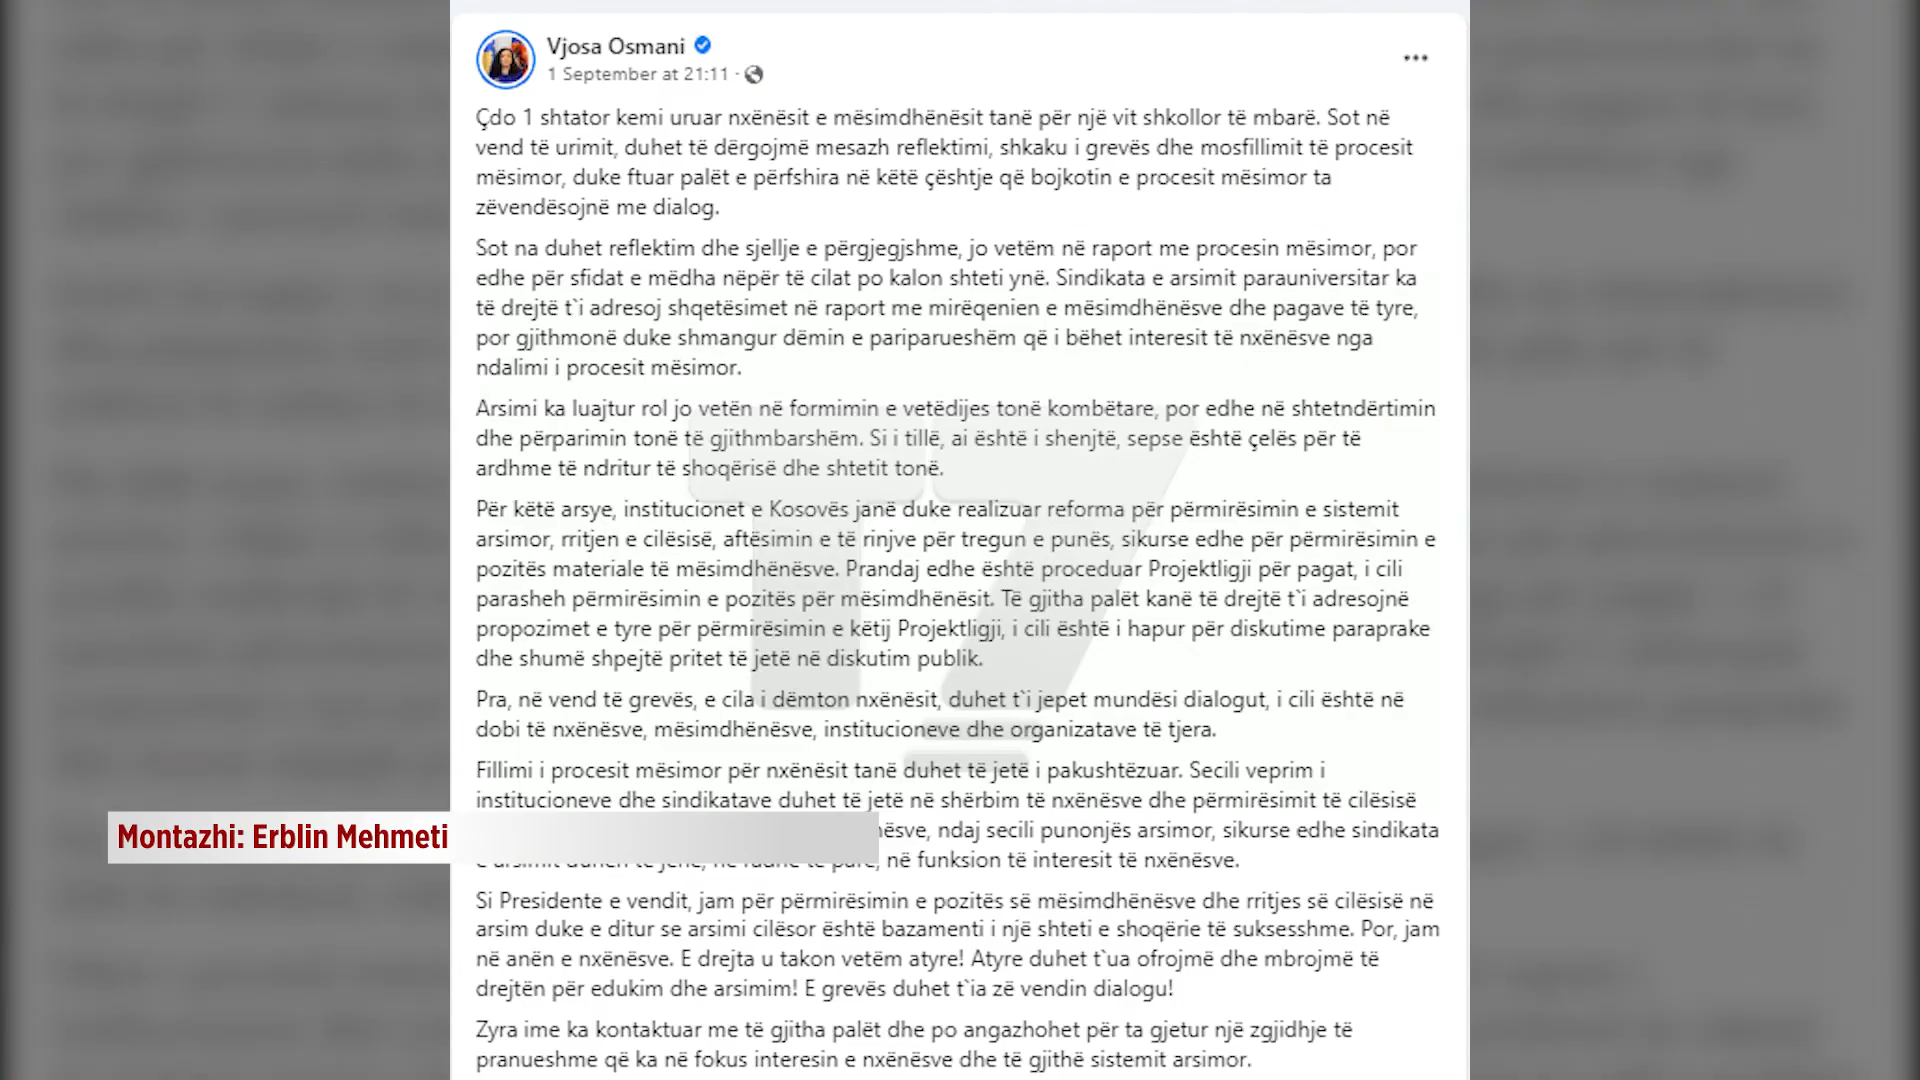 Vjosa Osmani
1 September at 21:11
Çdo 1 shtator kemi uruar nxënësit e mësimdhënësit tanë për një vit shkollor të mbarë. Sot në
vend të urimit, duhet të dërgojmë mesazh reflektimi, shkaku i grevës dhe mosfillimit të procesit
mësimor, duke ftuar palët e përfshira në këtë çështje që bojkotin e procesit mësimor ta
zëvendësojnë me dialog.
Sot na duhet reflektim dhe sjellje e përgjegjshme, jo vetëm në raport me procesin mësimor, por
edhe për sfidat e mëdha nëpër të cilat po kalon shteti ynë. Sindikata e arsimit parauniversitar ka
të drejtë t`i adresoj shqetësimet në raport me mirëqenien e mësimdhënësve dhe pagave të tyre,
por gjithmonë duke shmangur dëmin e pariparueshëm që i bëhet interesit të nxënësve nga
ndalimi i procesit mësimor.
Arsimi ka luajtur rol jo vetën në formimin e vetëdijes tonë kombëtare, por edhe në shtetndërtimin
dhe përparimin tonë të gjithmbarshëm. Si i tillë, ai është i shenjtë, sepse është çelës për të
ardhme të ndritur të shoqërisë dhe shtetit tonë.
Për këtë arsye, institucionet e Kosovës janë duke realizuar reforma për përmirësimin e sistemit
arsimor, rritjen e cilësisë, aftësimin e të rinjve për tregun e punës, sikurse edhe për përmirësimin e
pozitës materiale të mësimdhënësve. Prandaj edhe është proceduar Projektligji për pagat, i cili
parasheh përmirësimin e pozitës për mësimdhënësit. Të gjitha palët kanë të drejtë t`i adresojnë
propozimet e tyre për përmirësimin e këtij Projektligji, i cili është i hapur për diskutime paraprake
dhe shumë shpejtë pritet të jetë në diskutim publik.
Pra, në vend të grevës, e cila i dëmton nxënësit, duhet t`i jepet mundësi dialogut, i cili është në
dobi të nxënësve, mësimdhënësve, institucioneve dhe organizatave të tjera.
Fillimi i procesit mësimor për nxënësit tanë duhet të jetë i pakushtëzuar. Secili veprim i
institucioneve dhe sindikatave duhet të jetë në shërbim të nxënësve dhe përmirësimit të cilësisë
Montazhi: Erblin Mehmeti
ndaj secili punonjës arsimor, sikurse edhe sindikata
në funksion të interesit të nxënësve.
Si Presidente e vendit, jam për përmirësimin e pozitës së mësimdhënësve dhe rritjes së cilësisë në
arsim duke e ditur se arsimi cilësor është bazamenti i një shteti e shoqërie të suksesshme. Por, jam
në anën e nxënësve. E drejta u takon vetëm atyre! Atyre duhet t`ua ofrojmë dhe mbrojmë të
drejtën për edukim dhe arsimim! E grevës duhet t`ia zë vendin dialogu!
Zyra ime ka kontaktuar me të gjitha palët dhe po angazhohet për ta gjetur një zgjidhje të
pranueshme që ka në fokus interesin e nxënësve dhe të gjithë sistemit arsimor.
T7